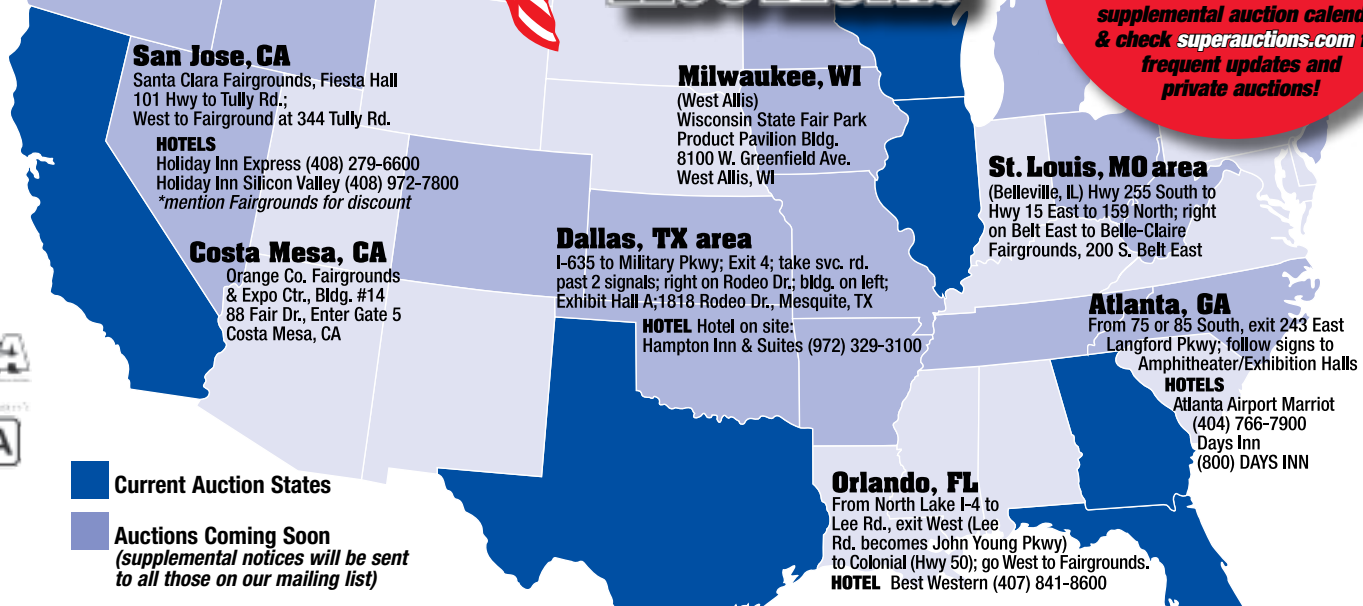 supplemental auction
& check superauctions.com
frequent updates and
private auctions!
San Jose, CA
Santa Clara Fairgrounds, Fiesta Hall
101 Hwy to Tully Rd.;
West to Fairground at 344 Tully Rd.
HOTELS
Holiday Inn Express (408) 279-6600
Holiday Inn Silicon Valley (408) 972-7800
*mention Fairgrounds for discount
Milwaukee, WI
(West Allis)
Wisconsin State Fair Park
Product Pavilion Bldg.
8100 W. Greenfield Ave.
West Allis, WI
St. Louis, MO area
(Belleville, IL) Hwy 255 South to
Hwy 15 East to 159 North; right
on Belt East to Belle-Claire
Fairgrounds, 200 S. Belt East
Costa Mesa, CA
Orange Co. Fairgrounds
& Expo Ctr., Bldg. #14
88 Fair Dr., Enter Gate 5
Costa Mesa, CA
Dallas, TX area
I-635 to Military Pkwy; Exit 4; take svc. rd.
past 2 signals; right on Rodeo Dr.; bldg. on left;
Exhibit Hall A;1818 Rodeo Dr., Mesquite, TX
HOTEL Hotel on site:
Hampton Inn & Suites (972) 329-3100
Atlanta, GA
From 75 or 85 South, exit 243 East
Langford Pkwy; follow signs to
Amphitheater/Exhibition Halls
HOTELS
Atlanta Airport Marriot
(404) 766-7900
Days Inn
(800) DAYS INN
Orlando, FL
From North Lake I-4 to
Lee Rd., exit West (Lee
Rd. becomes John Young Pkwy)
to Colonial (Hwy 50); go West to Fairgrounds.
HOTEL Best Western (407) 841-8600
Current Auction States
Auctions Coming Soon
(supplemental notices will be sent
to all those on our mailing list)